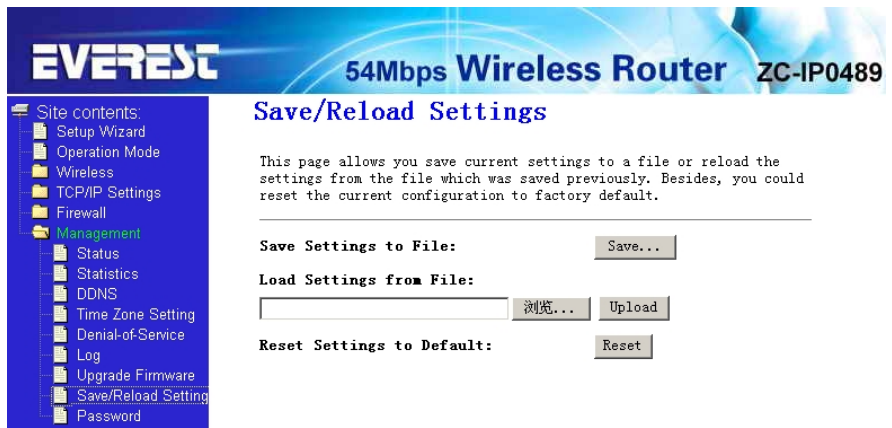 EVEREST
54Mbps Wireless Router ZC-IP0489
Site contents:
Setup Wizard
Operation Mode
Wireless
TCP/IP Settings
Firewall
Management
Status
Statistics
DDNS
Time Zone Setting
Denial-of-Service
Log
Upgrade Firmware
Save/Reload Setting
Password
Save/Reload Settings
This page allows you save current settings to a file or reload the
settings from the file which was saved previously. Besides, you could
reset the current configuration to factory default.
Save Settings to File: Save...
Load Settings from File:
浏览... Upload
Reset Settings to Default: Reset